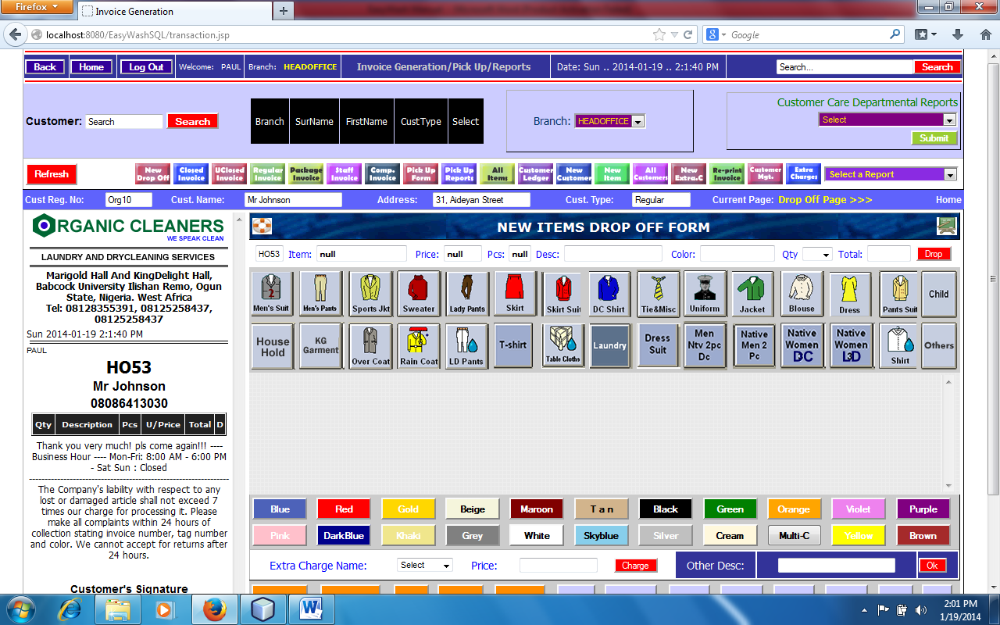 Firefox
Invoice Generation
localhost:8080/EasyWashSQL/transaction.jsp
Google
Back Home Log Out Welcome: PAUL Branch: HEADOFFICE Invoice Generation/Pick Up/Reports Date: Sun .. 2014-01-19 .. 2:1:40 PM Search... Search
Customer: Search Search
Branch SurName FirstName CustType Select
Branch: HEADOFFICE
Customer Care Departmental Reports
Select
Submit
Refresh
New Drop Off
Closed Invoice
UClosed Invoice
Regular Invoice
Package Invoice
Staff Invoice
Comp. Invoice
Pick Up Form
Pick Up Reports
All Items
Customer Ledger
New Customer
New Item
All Customers
New Extra.C
Re-print Invoice
Customer Mgt.
Extra Charges
Select a Report
Cust Reg. No: Org10 Cust. Name: Mr Johnson Address: 31, Aideyan Street Cust. Type: Regular Current Page: Drop Off Page >>> Home
ORGANIC CLEANERS
WE SPEAK CLEAN
LAUNDRY AND DRYCLEANING SERVICES
Marigold Hall And KingDelight Hall,
Babcock University Ilishan Remo, Ogun
State, Nigeria. West Africa
Tel: 08128355391, 08125258437,
08125258437
Sun 2014-01-19 2:1:40 PM
PAUL
HO53
Mr Johnson
08086413030
Qty Description Pcs U/Price Total D
Thank you very much! pls come again!!! ----
Business Hour ---- Mon-Fri: 8:00 AM - 6:00 PM
- Sat Sun : Closed
The Company's liability with respect to any
lost or damaged article shall not exceed 7
times our charge for processing it. Please
make all complaints within 24 hours of
collection stating invoice number, tag number
and color. We cannot accept for returns after
24 hours.
Customer's Signature
NEW ITEMS DROP OFF FORM
HO53 Item: null Price: null Pcs: null Desc: Color: Qty Total: Drop
2
Men's Suit Men's Pants Sports Jkt Sweater Lady Pants Skirt Skirt Suit DC Shirt Tie&Misc Uniform Jacket Blouse Dress Pants Suit Child
House Hold
KG Garment
Over Coat
Rain Coat
LD Pants
T-shirt
Table Cloths
Laundry
Dress Suit
Men Ntv 2pc Dc
Native Men 2 Pc
Native Women DC
Native Women LD
Shirt
Others
Blue Red Gold Beige Maroon T a n Black Green Orange Violet Purple
Pink DarkBlue Khaki Grey White Skyblue Silver Cream Multi-C Yellow Brown
Extra Charge Name: Select Price: Charge Other Desc: Ok
2:01 PM
1/19/2014